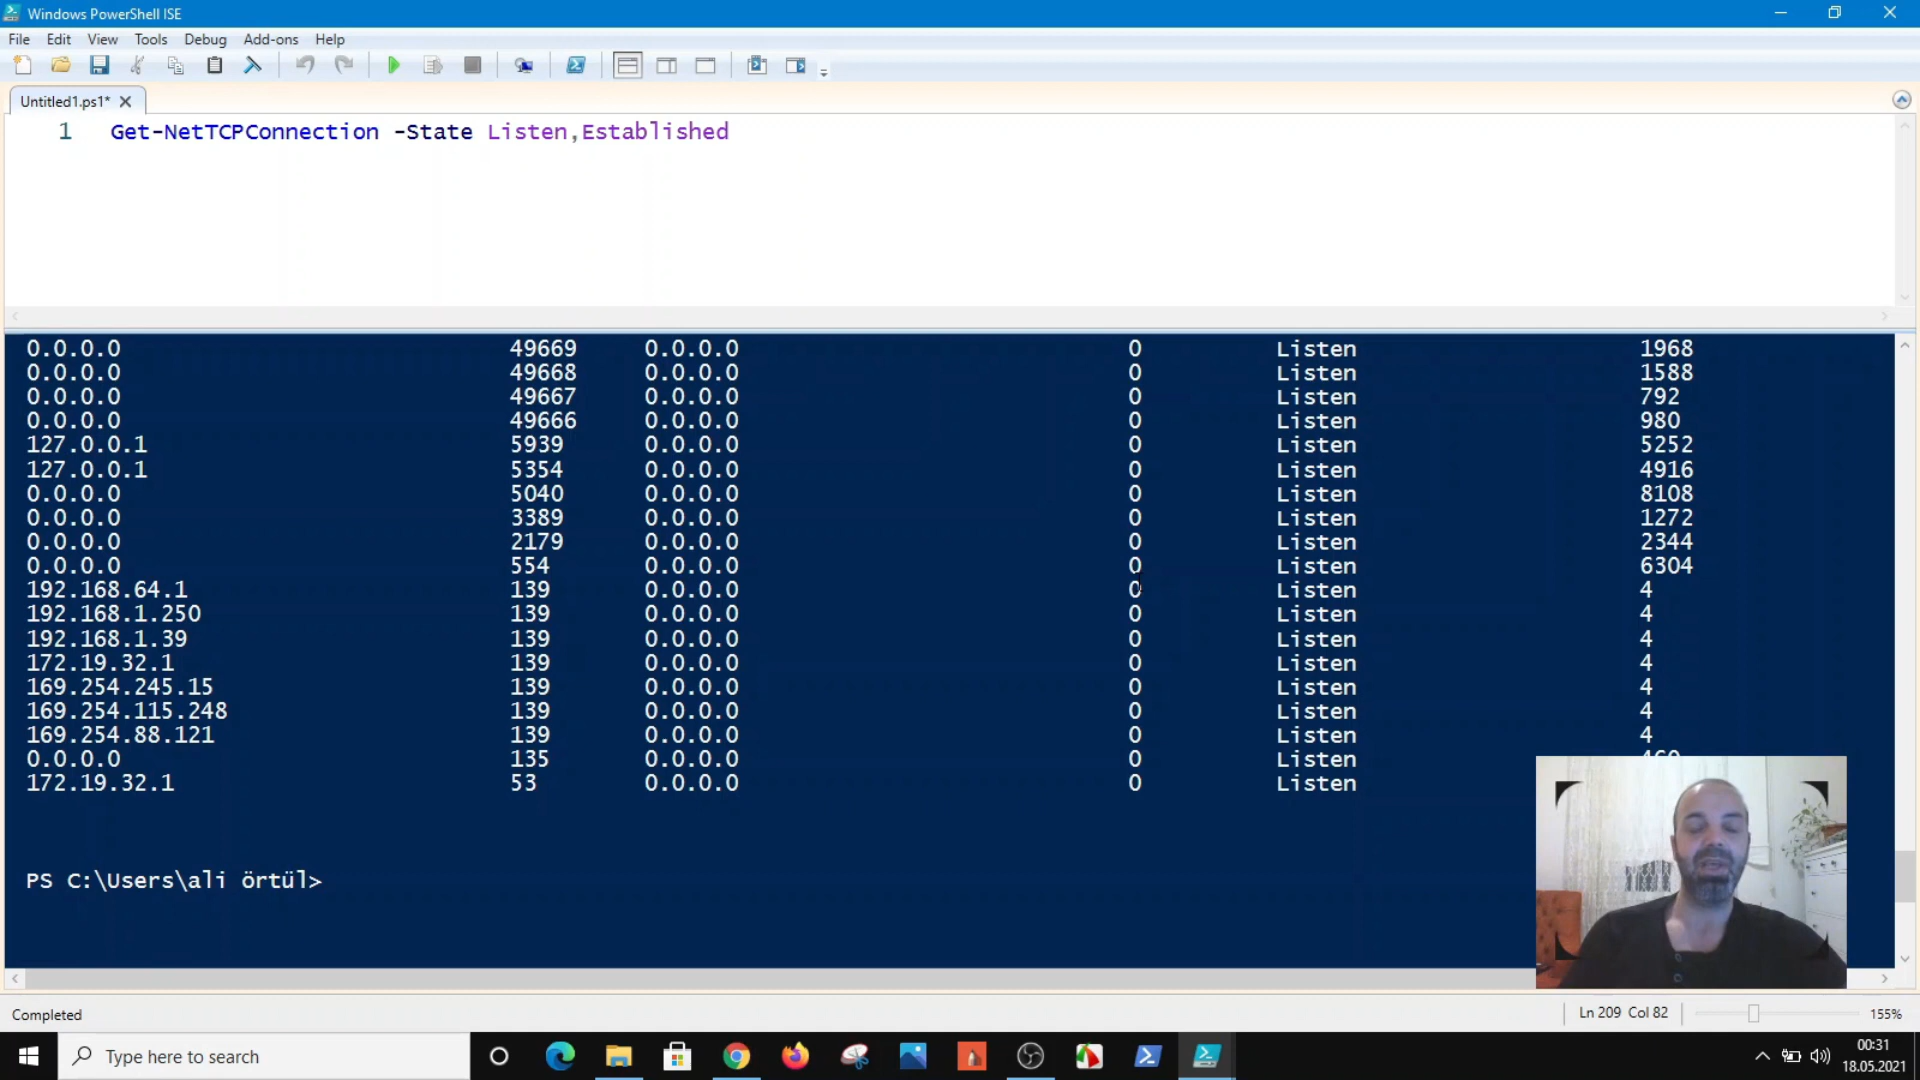 Windows PowerShell ISE
File Edit View Tools Debug Add-ons Help
Untitled1.ps1*
1 Get-NetTCPConnection -State Listen,Established
0.0.0.0 49669 0.0.0.0 0 Listen 1968
0.0.0.0 49668 0.0.0.0 0 Listen 1588
0.0.0.0 49667 0.0.0.0 0 Listen 792
0.0.0.0 49666 0.0.0.0 0 Listen 980
127.0.0.1 5939 0.0.0.0 0 Listen 5252
127.0.0.1 5354 0.0.0.0 0 Listen 4916
0.0.0.0 5040 0.0.0.0 0 Listen 8108
0.0.0.0 3389 0.0.0.0 0 Listen 1272
0.0.0.0 2179 0.0.0.0 0 Listen 2344
0.0.0.0 554 0.0.0.0 0 Listen 6304
192.168.64.1 139 0.0.0.0 0 Listen 4
192.168.1.250 139 0.0.0.0 0 Listen 4
192.168.1.39 139 0.0.0.0 0 Listen 4
172.19.32.1 139 0.0.0.0 0 Listen 4
169.254.245.15 139 0.0.0.0 0 Listen 4
169.254.115.248 139 0.0.0.0 0 Listen 4
169.254.88.121 139 0.0.0.0 0 Listen 4
0.0.0.0 135 0.0.0.0 0 Listen
172.19.32.1 53 0.0.0.0 0 Listen
PS C:\Users\ali örtül>
Completed
Ln 209 Col 82
155%
Type here to search
00:31
18.05.2021